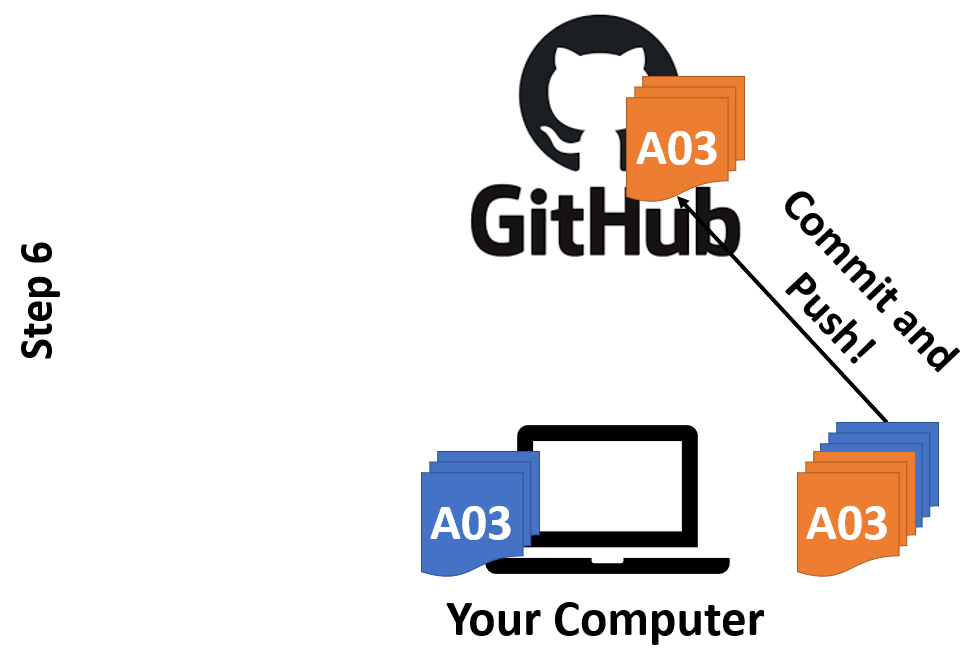 Step 6
A03
GitHub
Commit and
Push!
A03
A03
Your Computer